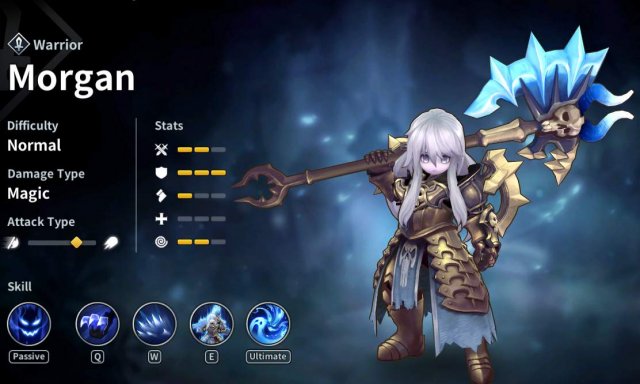 Warrior
Morgan
Difficulty
Normal
Damage Type
Magic
Attack Type
Stats
Skill
Passive
Q
W
E
Ultimate